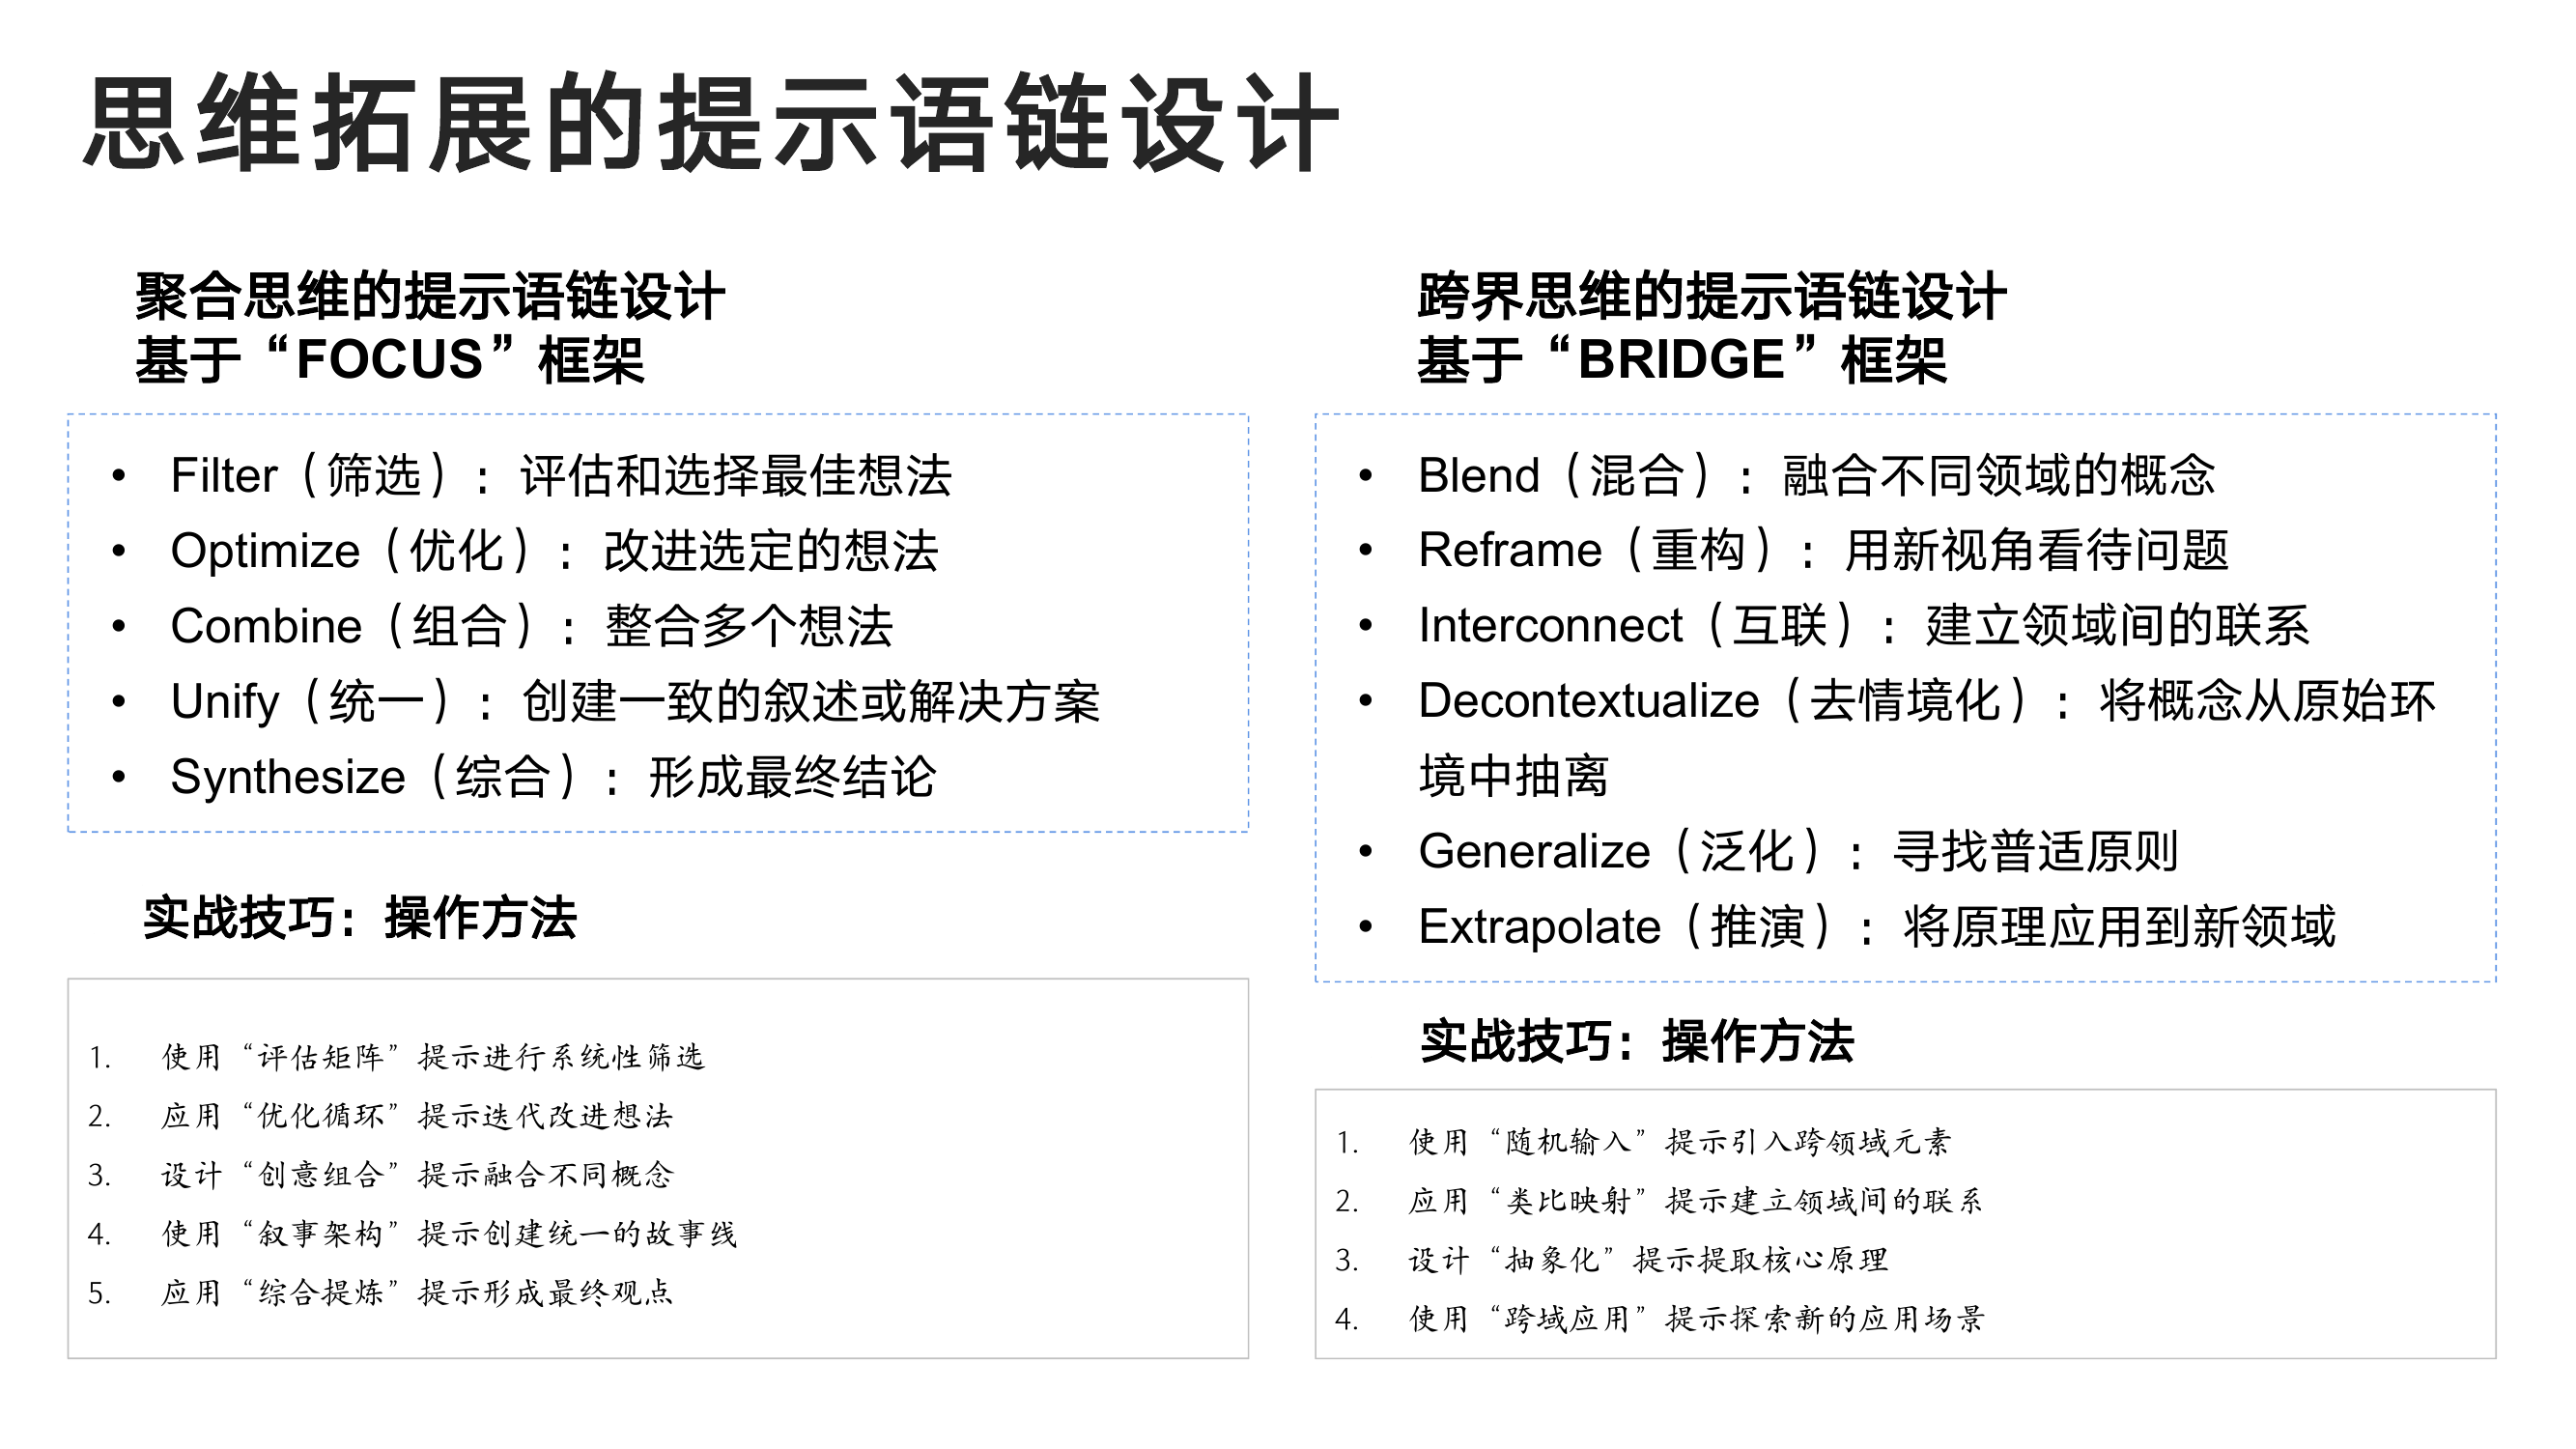 思维拓展的提示语链设计
聚合思维的提示语链设计
基于“FOCUS”框架
• Filter（筛选）：评估和选择最佳想法
• Optimize（优化）：改进选定的想法
• Combine（组合）：整合多个想法
• Unify（统一）：创建一致的叙述或解决方案
• Synthesize（综合）：形成最终结论
实战技巧：操作方法
1. 使用“评估矩阵”提示进行系统性筛选
2. 应用“优化循环”提示迭代改进想法
3. 设计“创意组合”提示融合不同概念
4. 使用“叙事架构”提示创建统一的故事线
5. 应用“综合提炼”提示形成最终观点
跨界思维的提示语链设计
基于“BRIDGE”框架
• Blend（混合）：融合不同领域的概念
• Reframe（重构）：用新视角看待问题
• Interconnect（互联）：建立领域间的联系
• Decontextualize（去情境化）：将概念从原始环
境中抽离
• Generalize（泛化）：寻找普适原则
• Extrapolate（推演）：将原理应用到新领域
实战技巧：操作方法
1. 使用“随机输入”提示引入跨领域元素
2. 应用“类比映射”提示建立领域间的联系
3. 设计“抽象化”提示提取核心原理
4. 使用“跨域应用”提示探索新的应用场景